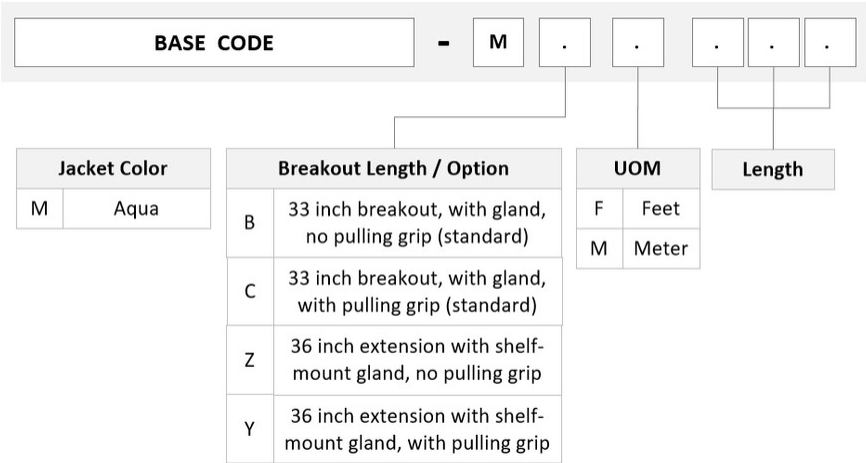 BASE CODE - M . . . . .
Jacket Color
M Aqua
Breakout Length / Option
B 33 inch breakout, with gland,
no pulling grip (standard)
C 33 inch breakout, with gland,
with pulling grip (standard)
Z 36 inch extension with shelf-
mount gland, no pulling grip
Y 36 inch extension with shelf-
mount gland, with pulling grip
UOM
F Feet
M Meter
Length